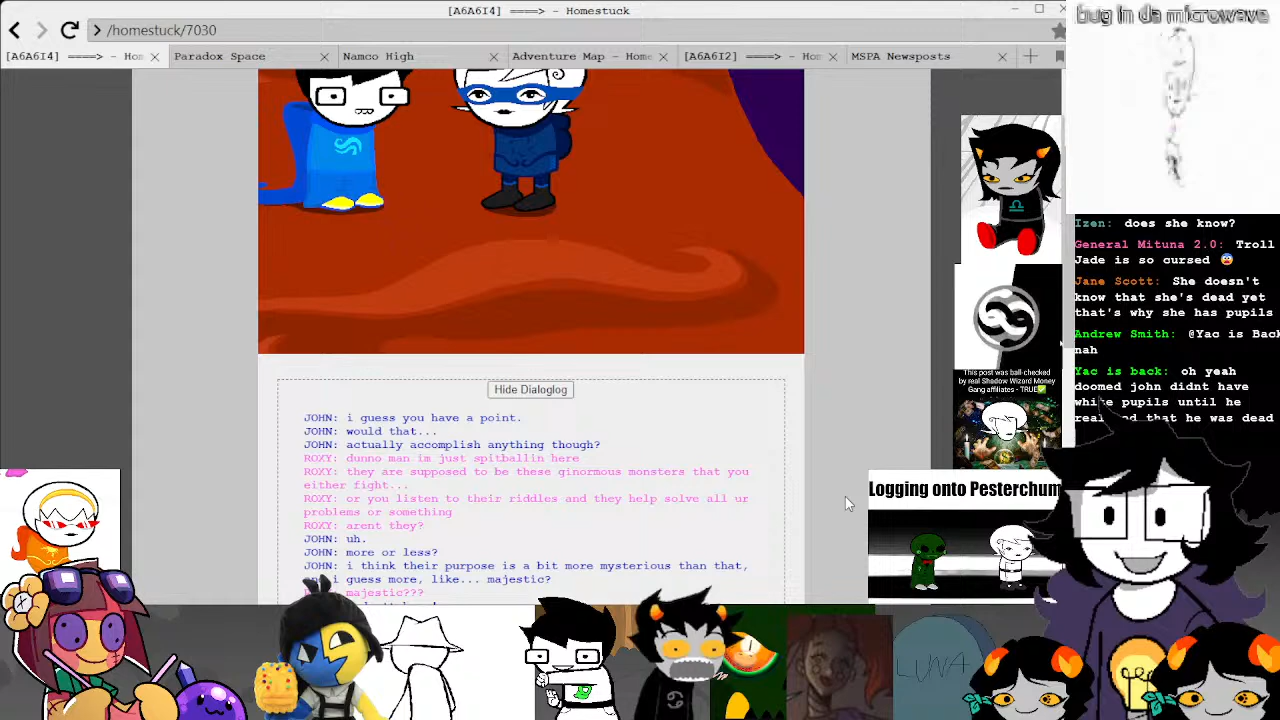 [A6A6I4] ====> - Homestuck
/homestuck/7030
[A6A6I4] ====> - Hom
Paradox Space
Namco High
Adventure Map - Home
[A6A6I2] ====> - Hom
MSPA Newsposts
bug in da microwave
Hide Dialoglog
JOHN: i guess you have a point.
JOHN: would that...
JOHN: actually accomplish anything though?
ROXY: dunno man im just spitballin here
ROXY: they are supposed to be these ginormous monsters that you
either fight...
ROXY: or you listen to their riddles and they help solve all ur
problems or something
ROXY: arent they?
JOHN: uh.
JOHN: more or less?
JOHN: i think their purpose is a bit more mysterious than that,
i guess more, like... majestic?
majestic???
Izen: does she know?
General Mituna 2.0: Troll
Jade is so cursed 😨
Jane Scott: She doesn't
know that she's dead yet
that's why she has pupils
Andrew Smith: @Yac is Back
nah
Yac is back: oh yeah
doomed john didnt have
white pupils until he
was dead
This post was ball-checked
by real Shadow Wizard Money
Gang affiliates - TRUE✅
Logging onto Pesterchum
LUNA